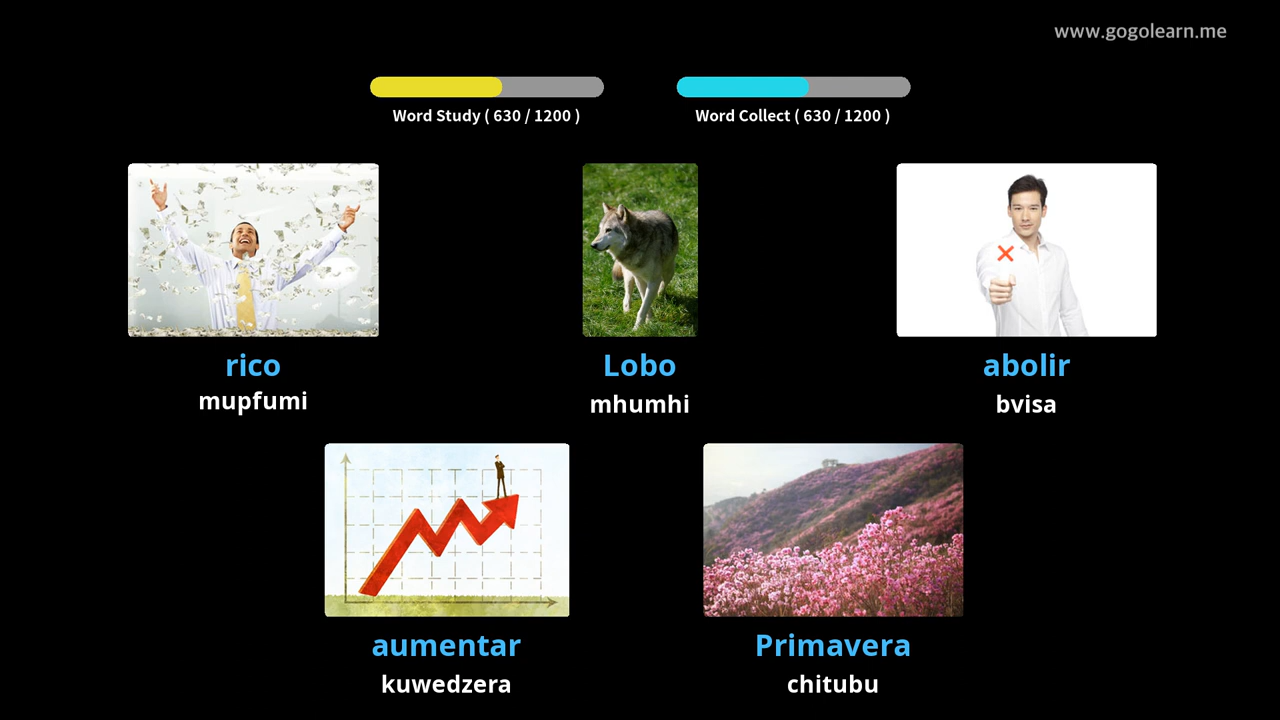 www.gogolearn.me
Word Study ( 630 / 1200 )
Word Collect ( 630 / 1200 )
rico
mupfumi
Lobo
mhumhi
abolir
bvisa
aumentar
kuwedzera
Primavera
chitubu